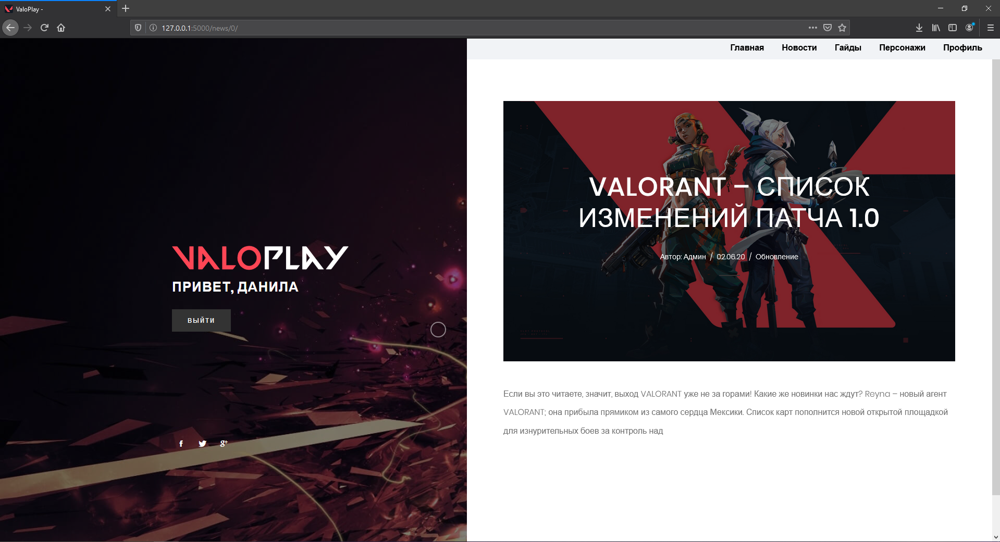 ValoPlay -
127.0.0.1:5000/news/0/
Главная Новости Гайды Персонажи Профиль
VALOPLAY
ПРИВЕТ, ДАНИЛА
ВЫЙТИ
VALORANT – СПИСОК
ИЗМЕНЕНИЙ ПАТЧА 1.0
Автор: Админ / 02.06.20 / Обновление
Если вы это читаете, значит, выход VALORANT уже не за горами! Какие же новинки нас ждут? Reyna – новый агент
VALORANT; она прибыла прямиком из самого сердца Мексики. Список карт пополнится новой открытой площадкой
для изнурительных боев за контроль над